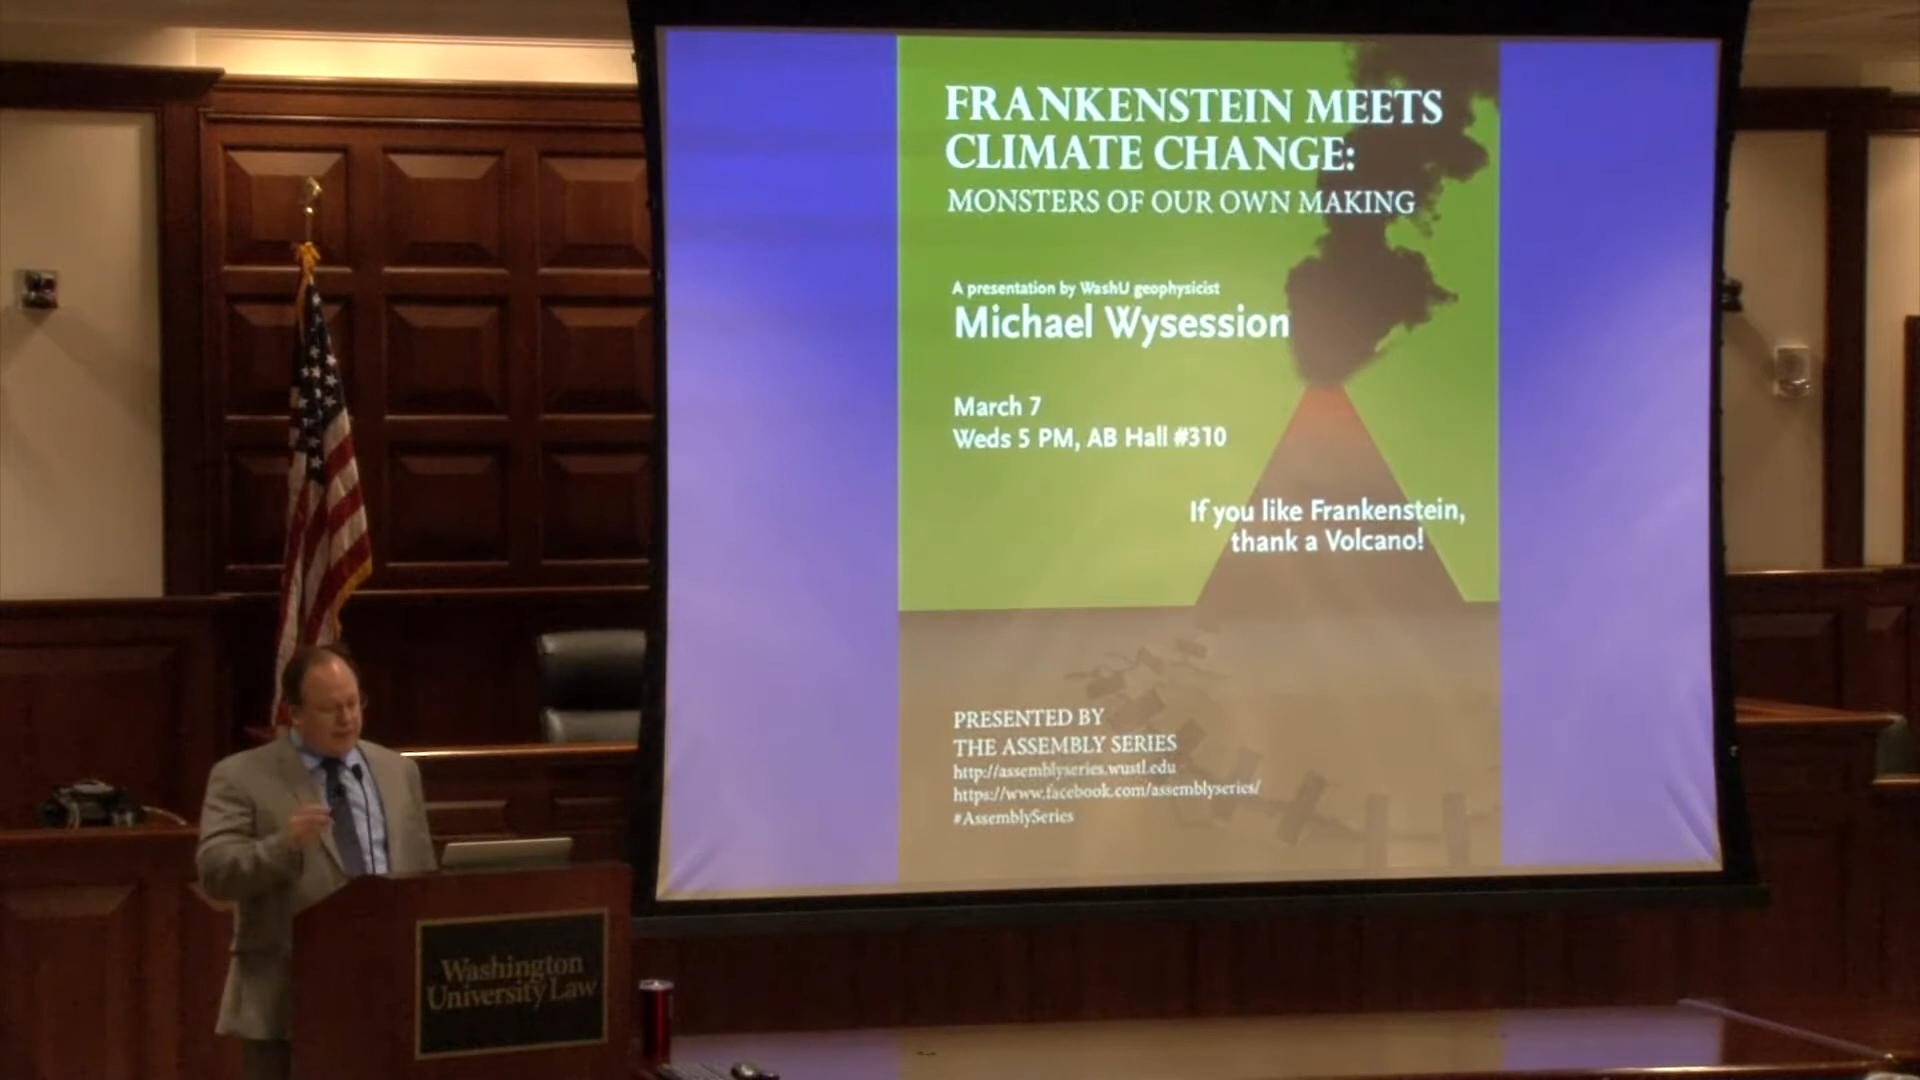 FRANKENSTEIN MEETS
CLIMATE CHANGE:
MONSTERS OF OUR OWN MAKING
A presentation by WashU geophysicist
Michael Wysession
March 7
Weds 5 PM, AB Hall #310
If you like Frankenstein,
thank a Volcano!
PRESENTED BY
THE ASSEMBLY SERIES
http://assemblyseries.wustl.edu
https://www.facebook.com/assemblyseries/
#AssemblySeries
Washington
University Law